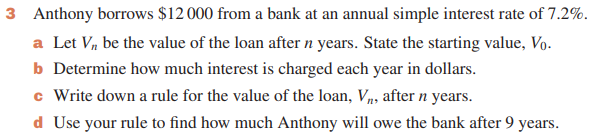 3 Anthony borrows $12 000 from a bank at an annual simple interest rate of 7.2%.
a Let Vn be the value of the loan after n years. State the starting value, V0.
b Determine how much interest is charged each year in dollars.
c Write down a rule for the value of the loan, Vn, after n years.
d Use your rule to find how much Anthony will owe the bank after 9 years.